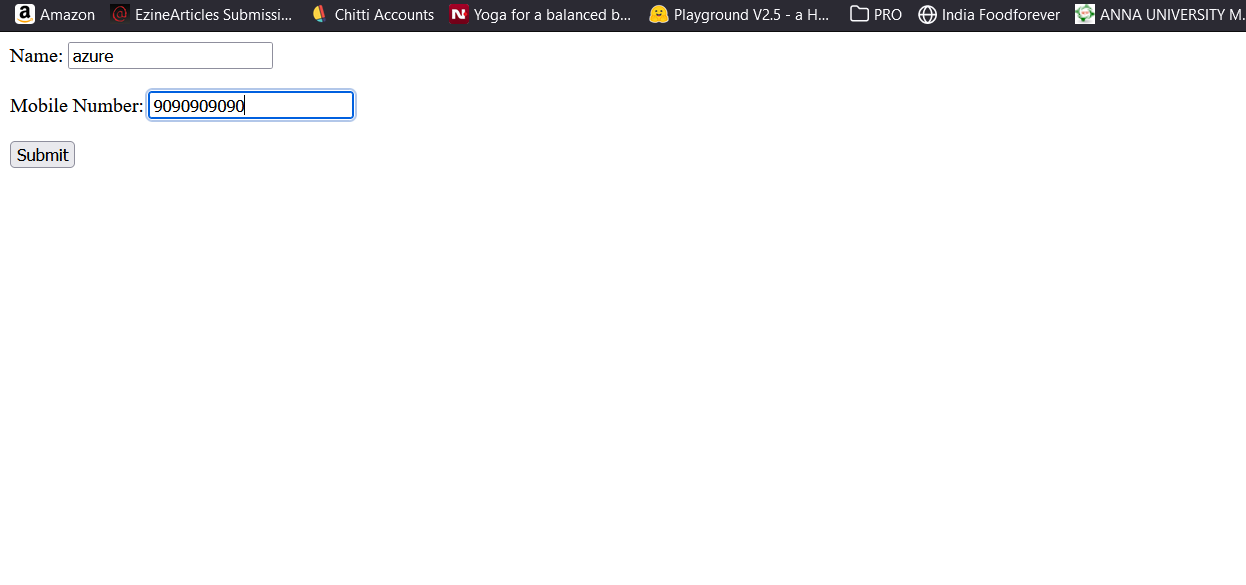 Amazon EzineArticles Submissi... Chitti Accounts Yoga for a balanced b... Playground V2.5 - a H... PRO India Foodforever ANNA UNIVERSITY M.
Name: azure
Mobile Number: 9090909090
Submit